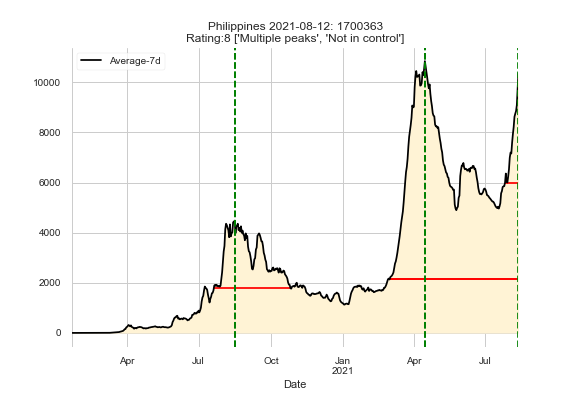 Philippines 2021-08-12: 1700363
Rating:8 ['Multiple peaks', 'Not in control']
Average-7d
10000
8000
6000
4000
2000
0
Apr
Jul
Oct
Jan
2021
Apr
Jul
Date